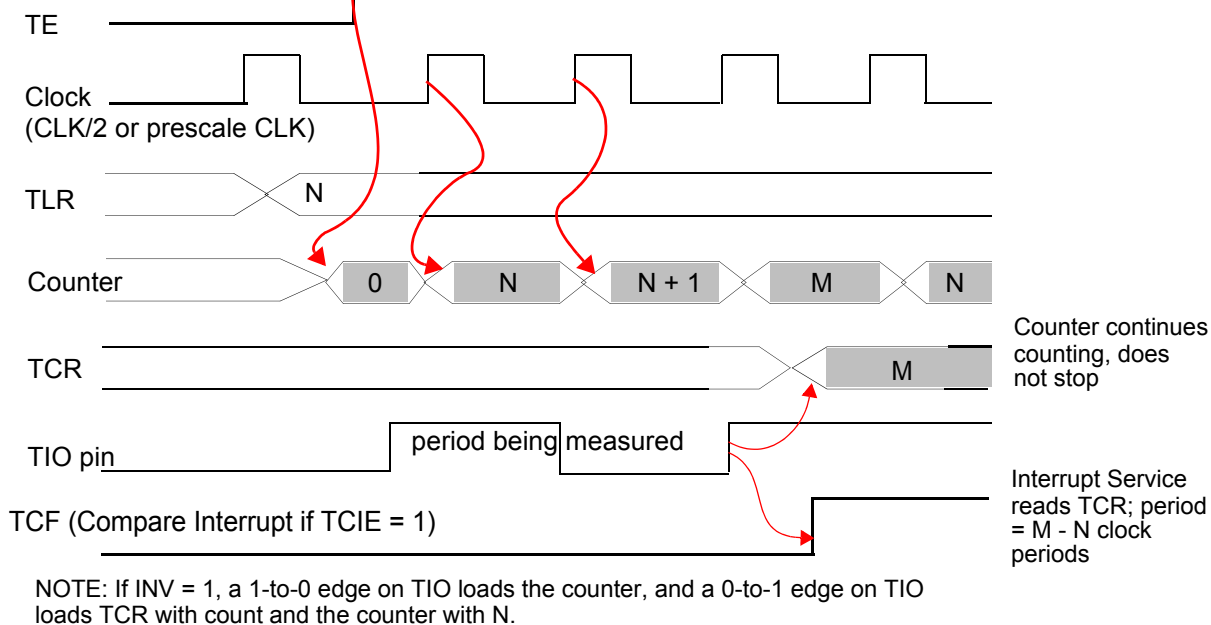 TE
Clock
(CLK/2 or prescale CLK)
TLR
N
Counter
0
N
N + 1
M
N
Counter continues
counting, does
not stop
TCR
M
TIO pin
period being measured
Interrupt Service
reads TCR; period
= M - N clock
periods
TCF (Compare Interrupt if TCIE = 1)
NOTE: If INV = 1, a 1-to-0 edge on TIO loads the counter, and a 0-to-1 edge on TIO
loads TCR with count and the counter with N.